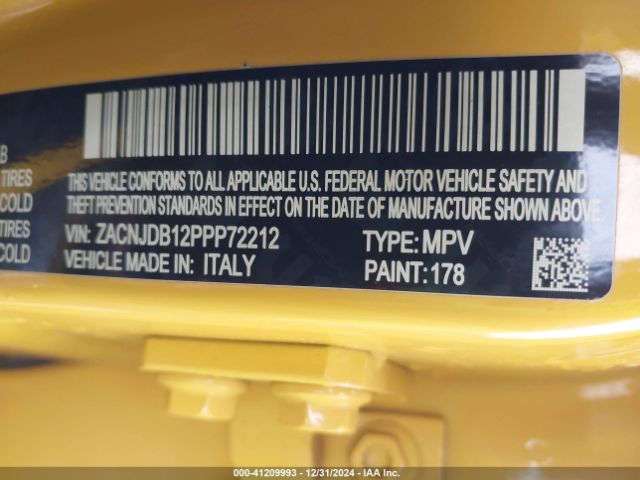 B
TIRES
COLD
COLD
THIS VEHICLE CONFORMS TO ALL APPLICABLE U.S. FEDERAL MOTOR VEHICLE SAFETY AND
THEFT PREVENTION STANDARDS IN EFFECT ON THE DATE OF MANUFACTURE SHOWN ABOVE.
VIN: ZACNJDB12PPP72212 TYPE: MPV
VEHICLE MADE IN: ITALY PAINT: 178
000-41209993 - 12/31/2024 - IAA Inc.